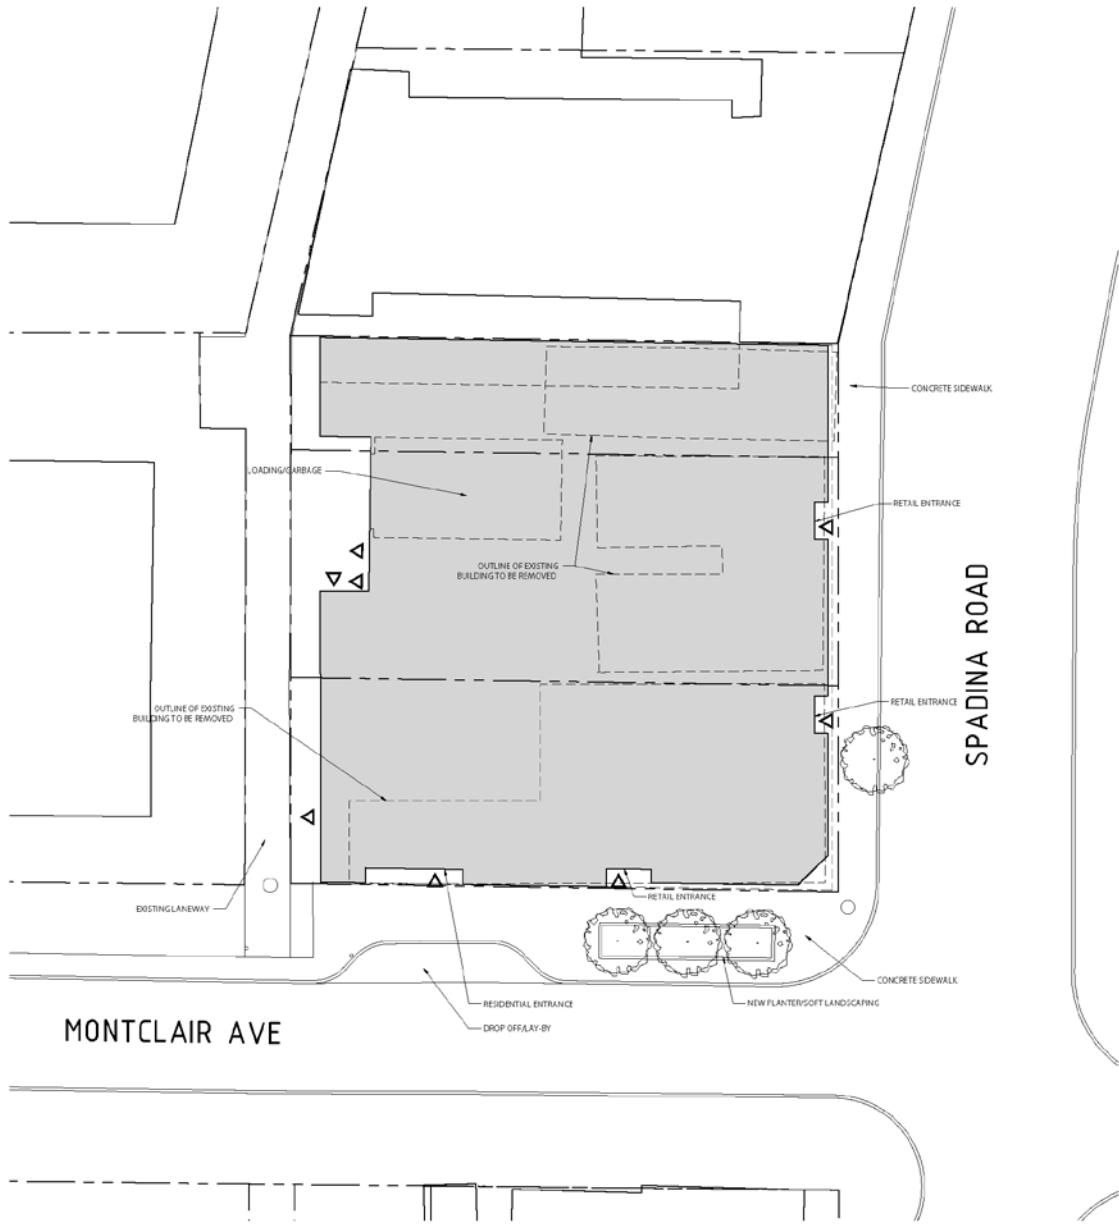 CONCRETE SIDEWALK
LOADING/GARBAGE
RETAIL ENTRANCE
OUTLINE OF EXISTING
BUILDING TO BE REMOVED
SPADINA ROAD
RETAIL ENTRANCE
OUTLINE OF EXISTING
BUILDING TO BE REMOVED
RETAIL ENTRANCE
EXISTING LANEWAY
CONCRETE SIDEWALK
RESIDENTIAL ENTRANCE
NEW PLANTER/SOFT LANDSCAPING
DROP OFF/LAY-BY
MONTCLAIR AVE